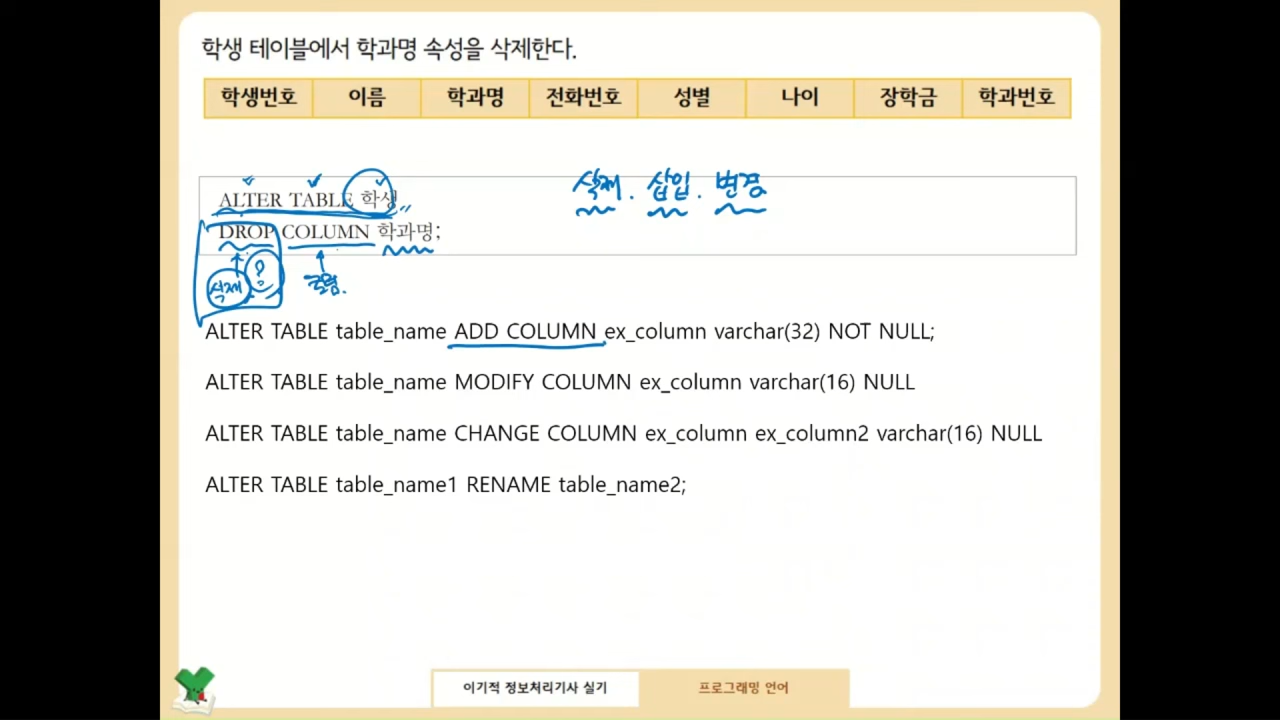 학생 테이블에서 학과명 속성을 삭제한다.
학생번호 이름 학과명 전화번호 성별 나이 장학금 학과번호
삭제. 삽입. 변경
ALTER TABLE 학생
DROP COLUMN 학과명;
삭제 ? 컬럼.
ALTER TABLE table_name ADD COLUMN ex_column varchar(32) NOT NULL;
ALTER TABLE table_name MODIFY COLUMN ex_column varchar(16) NULL
ALTER TABLE table_name CHANGE COLUMN ex_column ex_column2 varchar(16) NULL
ALTER TABLE table_name1 RENAME table_name2;
이기적 정보처리기사 실기
프로그래밍 언어